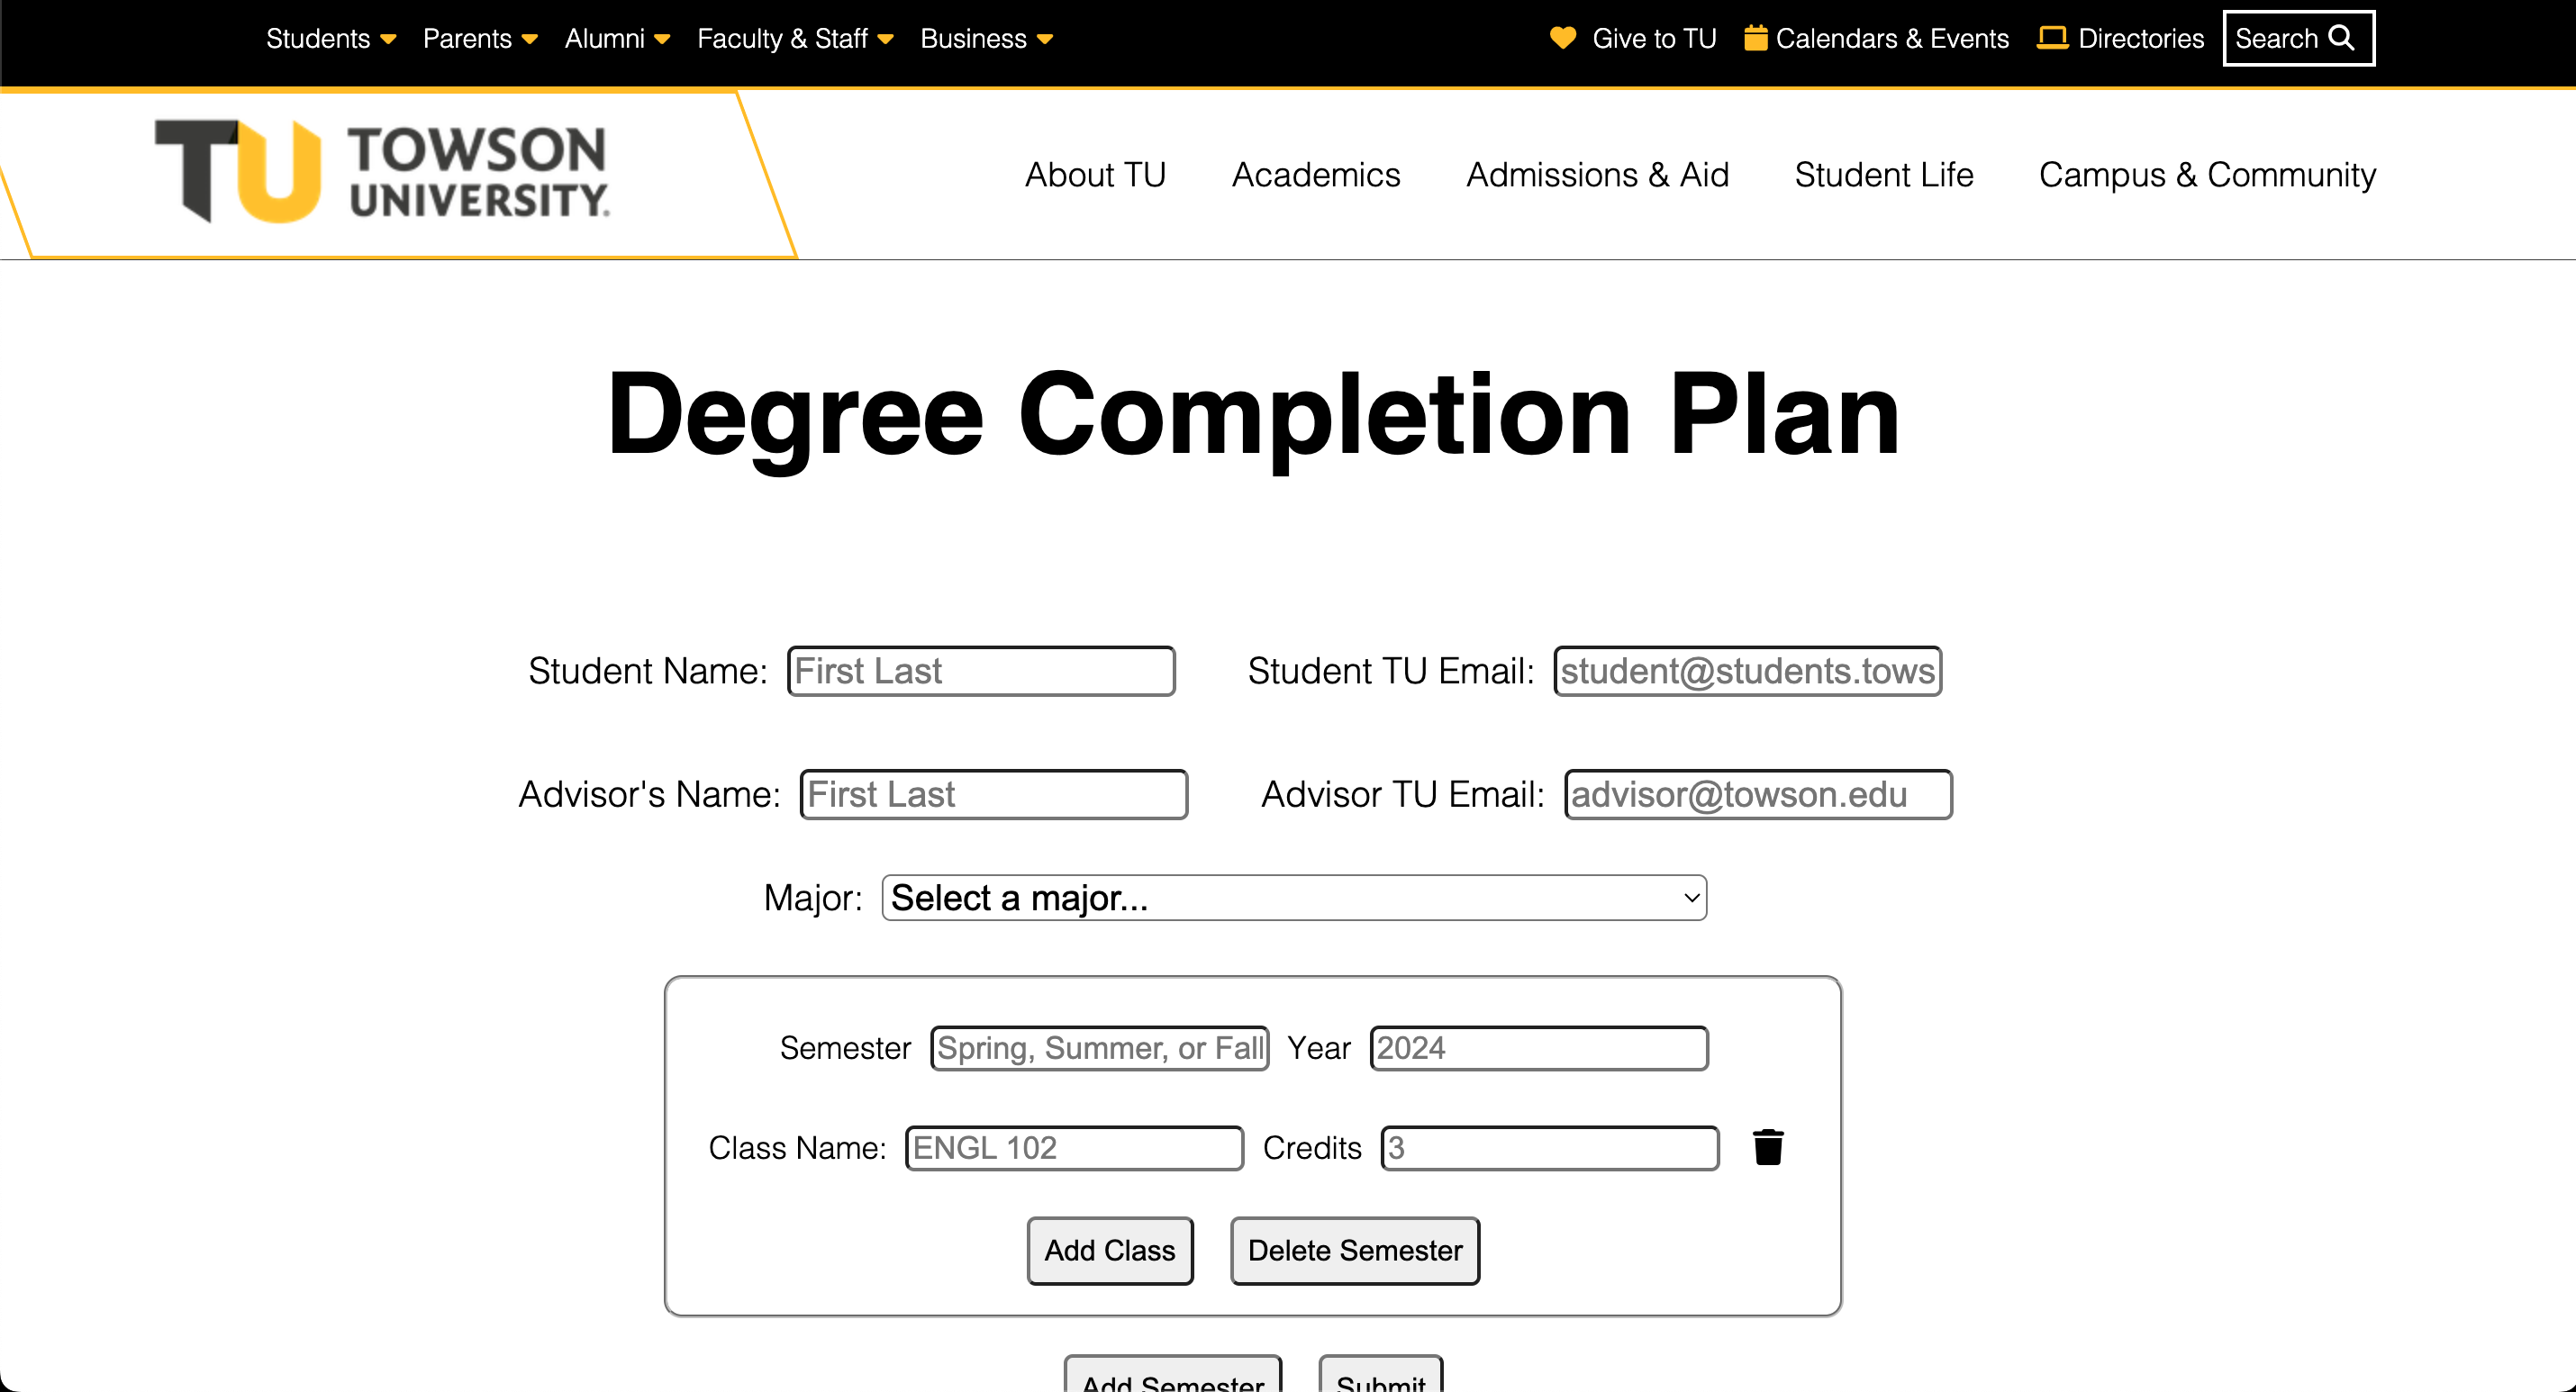 Students Parents Alumni Faculty & Staff Business Give to TU Calendars & Events Directories Search
TU TOWSON
UNIVERSITY.
About TU Academics Admissions & Aid Student Life Campus & Community
Degree Completion Plan
Student Name: First Last Student TU Email: student@students.tows
Advisor's Name: First Last Advisor TU Email: advisor@towson.edu
Major: Select a major...
Semester Spring, Summer, or Fall Year 2024
Class Name: ENGL 102 Credits 3
Add Class Delete Semester
Add Semester Submit